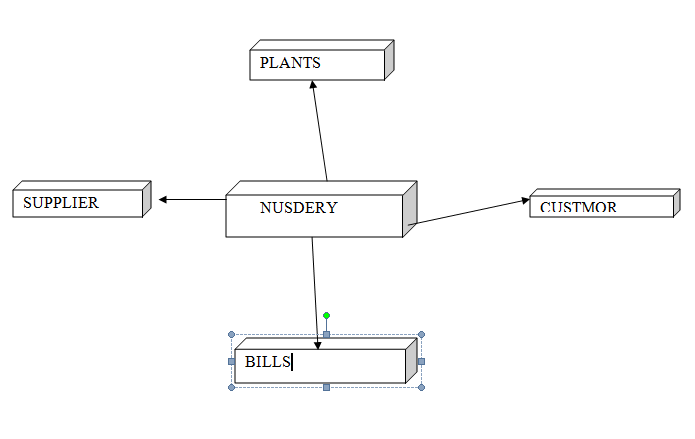 PLANTS
SUPPLIER
NUSDERY
CUSTMOR
BILLS